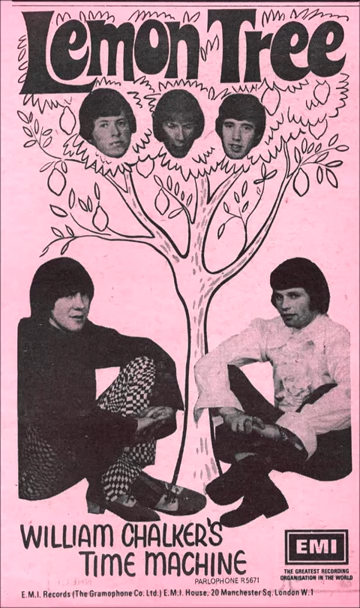 Lemon Tree
WILLIAM CHALKER'S
TIME MACHINE
PARLOPHONE R5671
EMI
THE GREATEST RECORDING
ORGANISATION IN THE WORLD
E.M.I. Records (The Gramophone Co. Ltd.) E.M.I. House, 20 Manchester Sq. London W.1